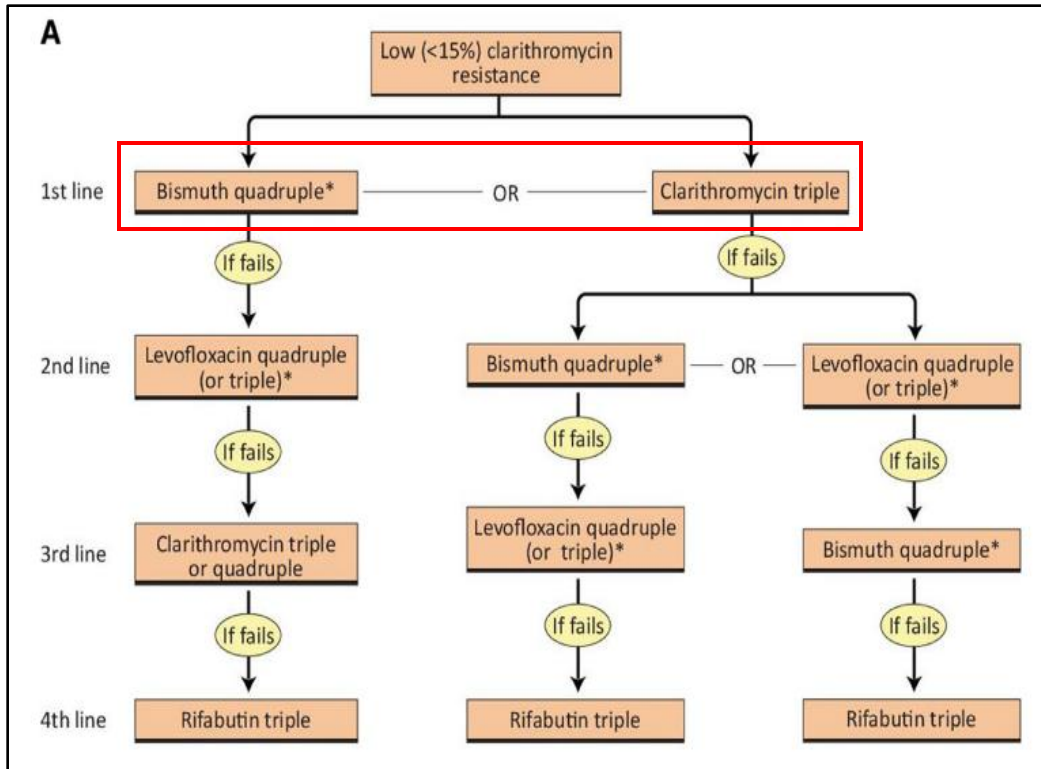 A
Low (<15%) clarithromycin
resistance
1st line
Bismuth quadruple*
OR
Clarithromycin triple
If fails
If fails
2nd line
Levofloxacin quadruple
(or triple)*
Bismuth quadruple*
OR
Levofloxacin quadruple
(or triple)*
If fails
If fails
If fails
3rd line
Clarithromycin triple
or quadruple
Levofloxacin quadruple
(or triple)*
Bismuth quadruple*
If fails
If fails
If fails
4th line
Rifabutin triple
Rifabutin triple
Rifabutin triple